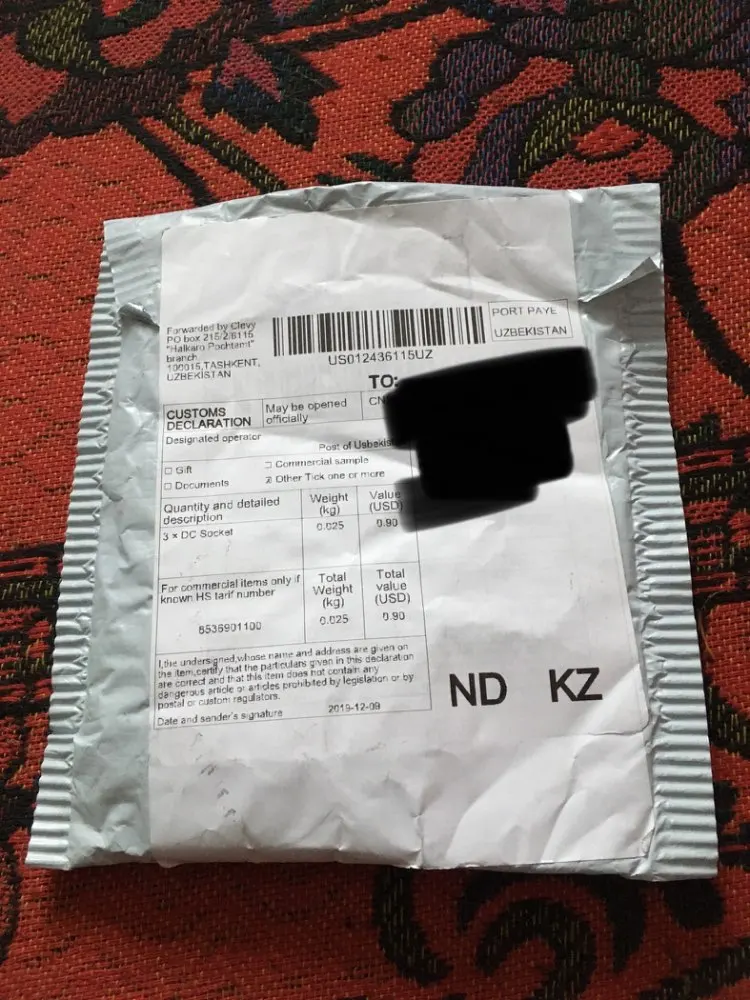 Forwarded by Clevy
PO box 215/2/6115
"Halkaro Pochtamt"
branch
100015,TASHKENT,
UZBEKISTAN
US012436115UZ
PORT PAYE
UZBEKISTAN
TO:
CUSTOMS
DECLARATION
May be opened
officially
CN
Designated operator
Post of Usbekis
□ Gift
□ Commercial sample
□ Documents
☑ Other Tick one or more
Quantity and detailed
description
Weight
(kg)
Value
(USD)
3 × DC Socket
0.025
0.90
For commercial items only if
known HS tarif number
Total
Weight
(kg)
Total
value
(USD)
8536901100
0.025
0.90
I,the undersigned,whose name and address are given on
the item,certify that the particulars given in this declaration
are correct and that this item does not contain any
dangerous article or articles prohibited by legislation or by
postal or custom regulators.
Date and sender's signature
2019-12-09
ND KZ